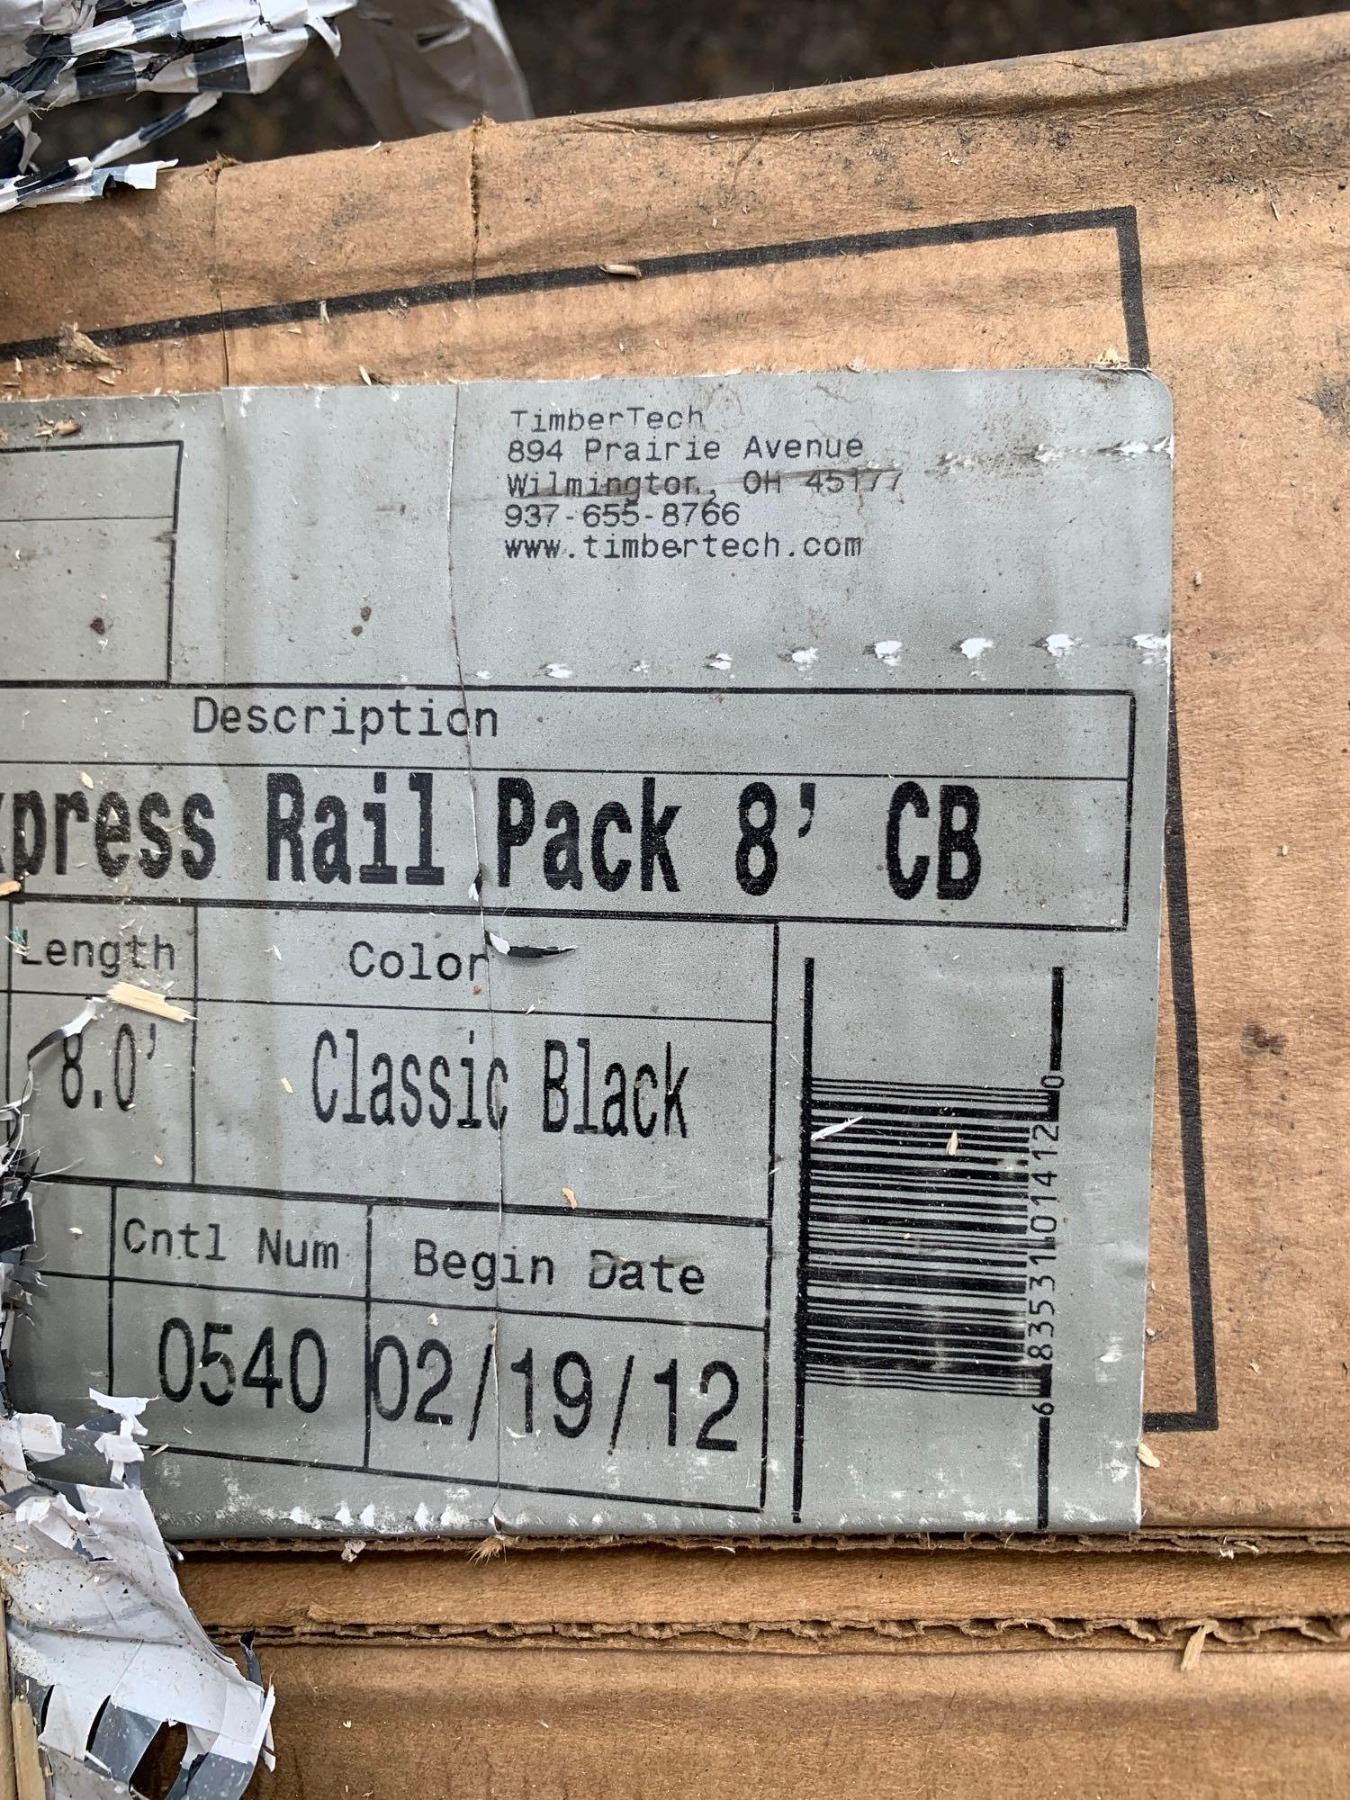 TimberTech
894 Prairie Avenue
Wilmington, OH 45177
937-655-8766
www.timbertech.com
Description
xpress Rail Pack 8' CB
Length
Color
8.0'
Classic Black
Cntl Num
Begin Date
0540
02/19/12
6 83531 01412 0